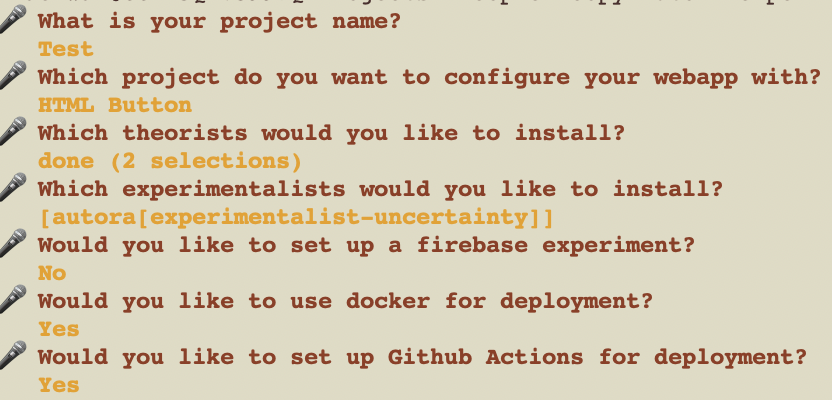 What is your project name?
Test
Which project do you want to configure your webapp with?
HTML Button
Which theorists would you like to install?
done (2 selections)
Which experimentalists would you like to install?
[autora[experimentalist-uncertainty]]
Would you like to set up a firebase experiment?
No
Would you like to use docker for deployment?
Yes
Would you like to set up Github Actions for deployment?
Yes